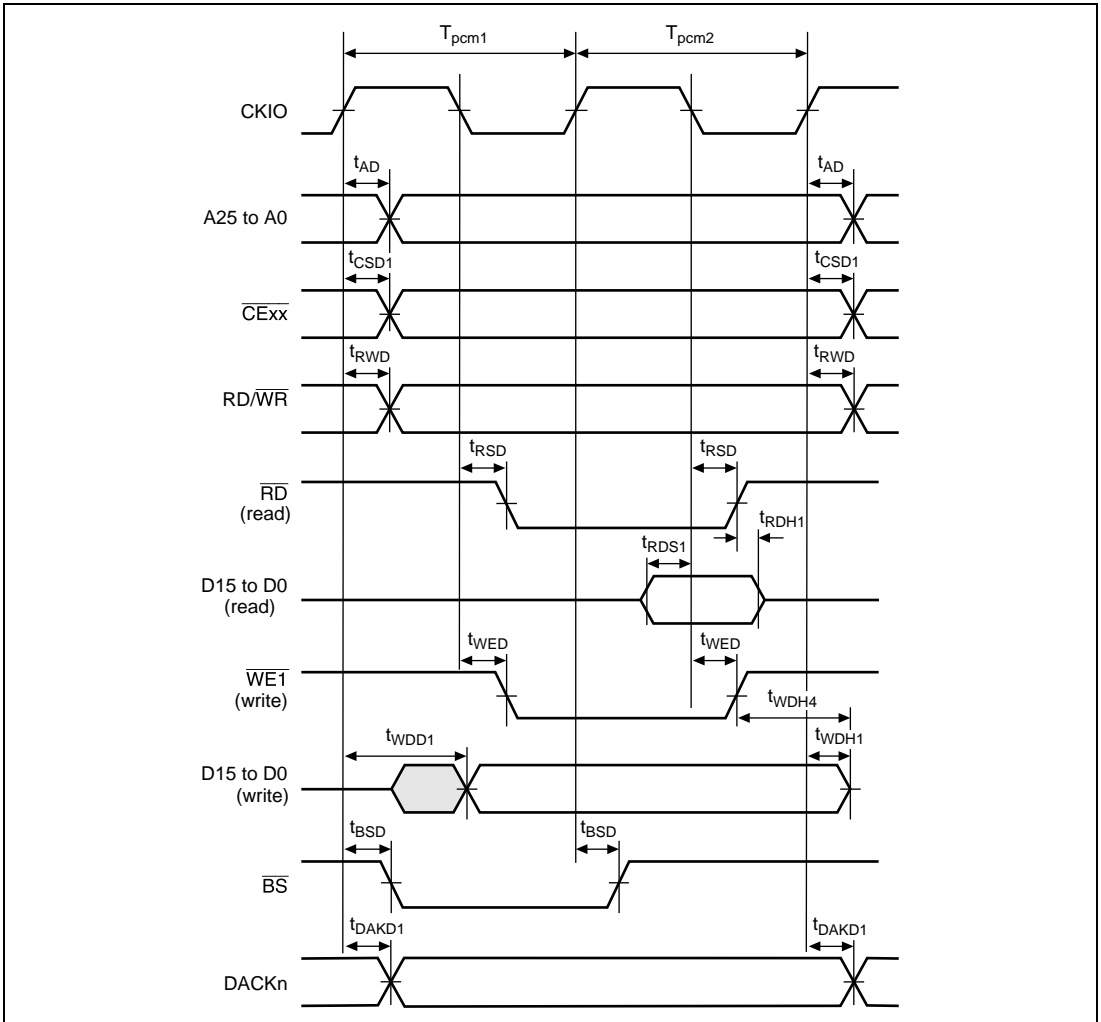 Tpcm1 Tpcm2
CKIO
tAD tAD
A25 to A0
tCSD1 tCSD1
CExx
tRWD tRWD
RD/WR
tRSD tRSD
RD
(read)
tRDH1
tRDS1
D15 to D0
(read)
tWED tWED
WE1
(write)
tWDH4
tWDD1 tWDH1
D15 to D0
(write)
tBSD tBSD
BS
tDAKD1 tDAKD1
DACKn